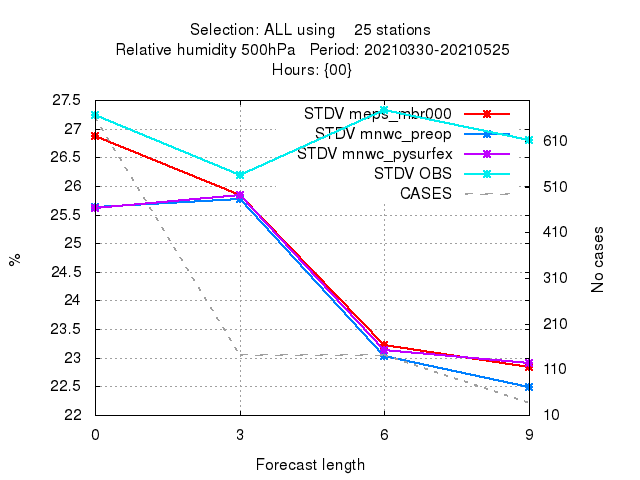 Selection: ALL using    25 stations
Relative humidity 500hPa   Period: 20210330-20210525
Hours: {00}
27.5
27
26.5
26
25.5
25
24.5
24
23.5
23
22.5
22
%
STDV meps_mbr000
STDV mnwc_preop
STDV mnwc_pysurfex
STDV OBS
CASES
610
510
410
310
210
110
10
No cases
0 3 6 9
Forecast length